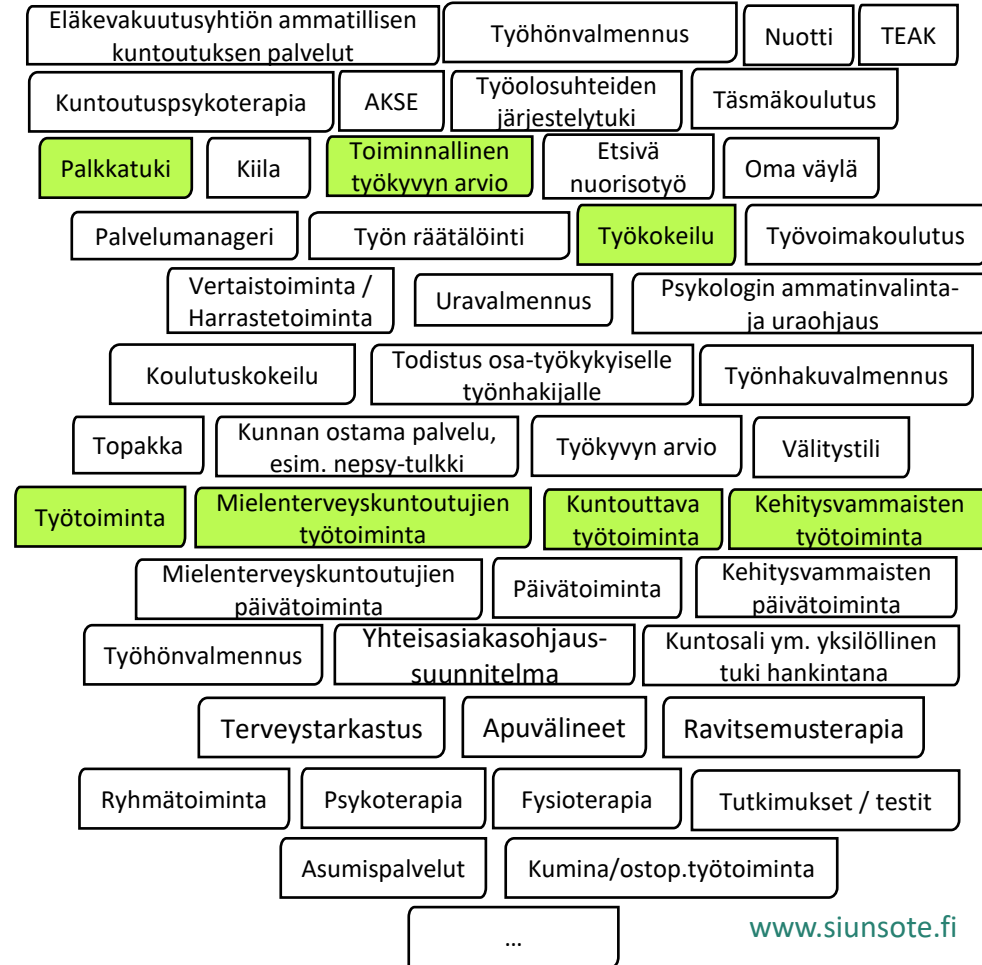 Eläkevakuutusyhtiön ammatillisen
kuntoutuksen palvelut
Työhönvalmennus
Nuotti
TEAK
Kuntoutuspsykoterapia
AKSE
Työolosuhteiden
järjestelytuki
Täsmäkoulutus
Palkkatuki
Kiila
Toiminnallinen
työkyvyn arvio
Etsivä
nuorisotyö
Oma väylä
Palvelumanageri
Työn räätälöinti
Työkokeilu
Työvoimakoulutus
Vertaistoiminta /
Harrastetoiminta
Uravalmennus
Psykologin ammatinvalinta-
ja uraohjaus
Koulutuskokeilu
Todistus osa-työkykyiselle
työnhakijalle
Työnhakuvalmennus
Topakka
Kunnan ostama palvelu,
esim. nepsy-tulkki
Työkyvyn arvio
Välitystili
Työtoiminta
Mielenterveyskuntoutujien
työtoiminta
Kuntouttava
työtoiminta
Kehitysvammaisten
työtoiminta
Mielenterveyskuntoutujien
päivätoiminta
Päivätoiminta
Kehitysvammaisten
päivätoiminta
Työhönvalmennus
Yhteisasiakasohjaus-
suunnitelma
Kuntosali ym. yksilöllinen
tuki hankintana
Terveystarkastus
Apuvälineet
Ravitsemusterapia
Ryhmätoiminta
Psykoterapia
Fysioterapia
Tutkimukset / testit
Asumispalvelut
Kumina/ostop.työtoiminta
...
www.siunsote.fi